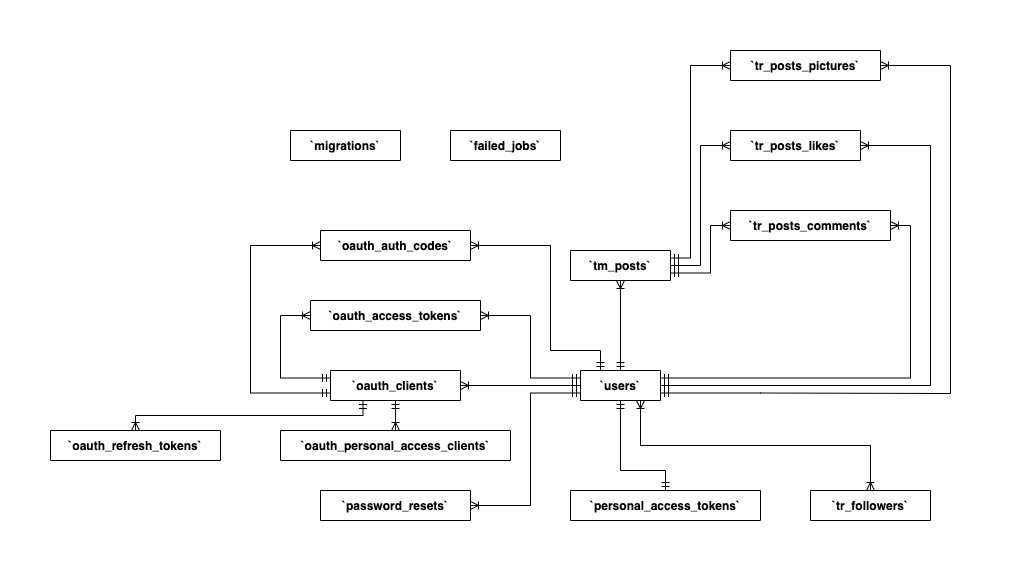 `tr_posts_pictures`
`migrations`
`failed_jobs`
`tr_posts_likes`
`tr_posts_comments`
`oauth_auth_codes`
`tm_posts`
`oauth_access_tokens`
`oauth_clients`
`users`
`oauth_refresh_tokens`
`oauth_personal_access_clients`
`password_resets`
`personal_access_tokens`
`tr_followers`